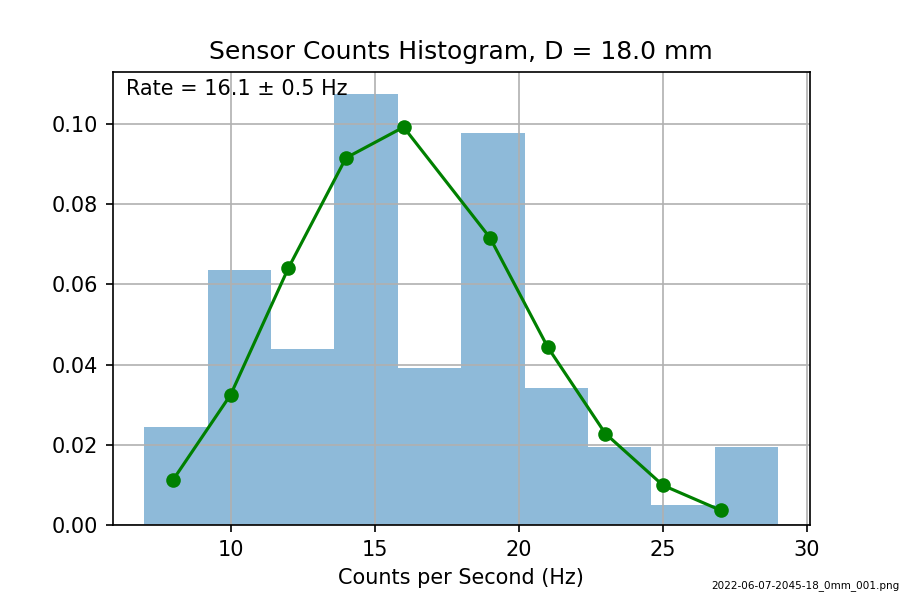 Sensor Counts Histogram, D = 18.0 mm
Rate = 16.1 ± 0.5 Hz
0.10
0.08
0.06
0.04
0.02
0.00
10 15 20 25 30
Counts per Second (Hz)
2022-06-07-2045-18_0mm_001.png